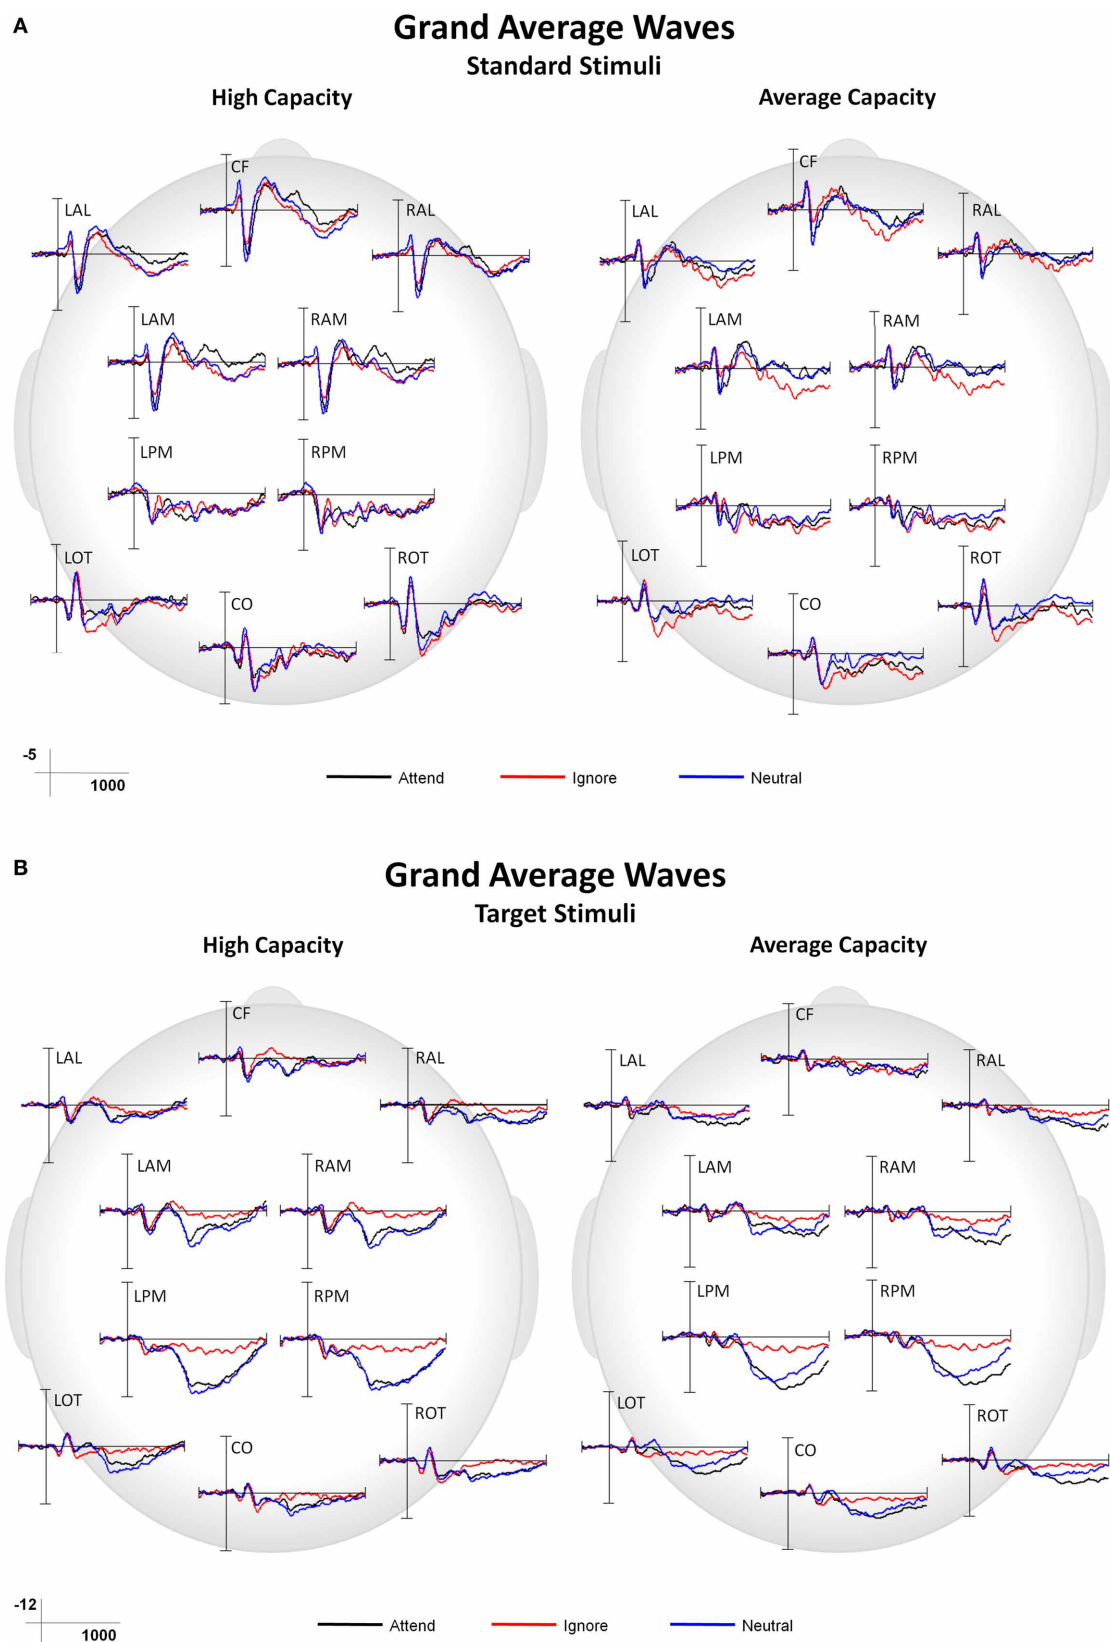 A
Grand Average Waves
Standard Stimuli
High Capacity
Average Capacity
CF
LAL
RAL
LAM
RAM
LPM
RPM
LOT
ROT
CO
CF
LAL
RAL
LAM
RAM
LPM
RPM
LOT
ROT
CO
-5
1000
Attend
Ignore
Neutral
B
Grand Average Waves
Target Stimuli
High Capacity
Average Capacity
CF
LAL
RAL
LAM
RAM
LPM
RPM
LOT
ROT
CO
CF
LAL
RAL
LAM
RAM
LPM
RPM
LOT
ROT
CO
-12
1000
Attend
Ignore
Neutral